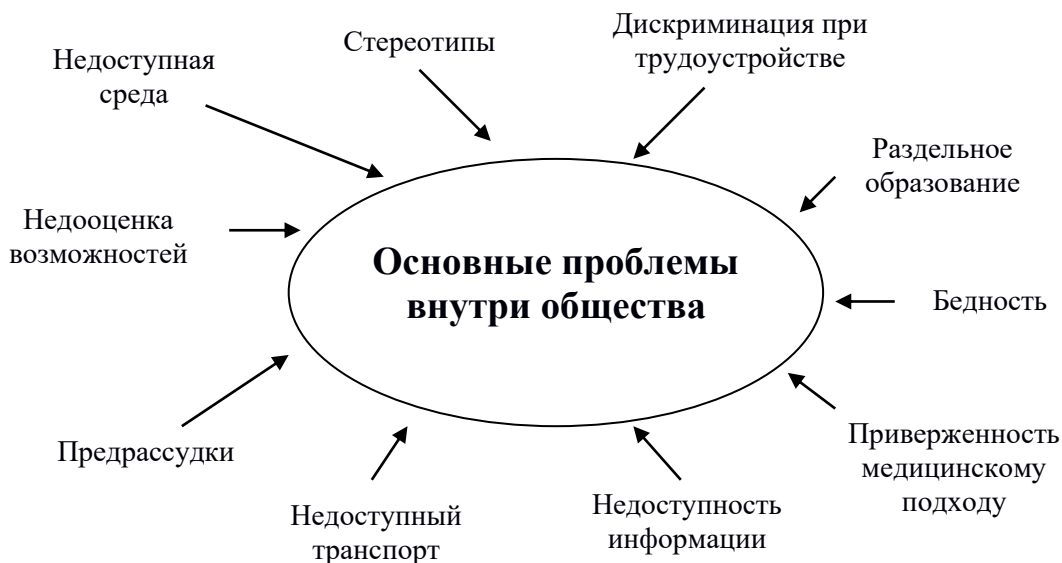 Недоступная
среда
Стереотипы
Дискриминация при
трудоустройстве
Раздельное
образование
Недооценка
возможностей
Основные проблемы
внутри общества
Бедность
Предрассудки
Приверженность
медицинскому
подходу
Недоступный
транспорт
Недоступность
информации